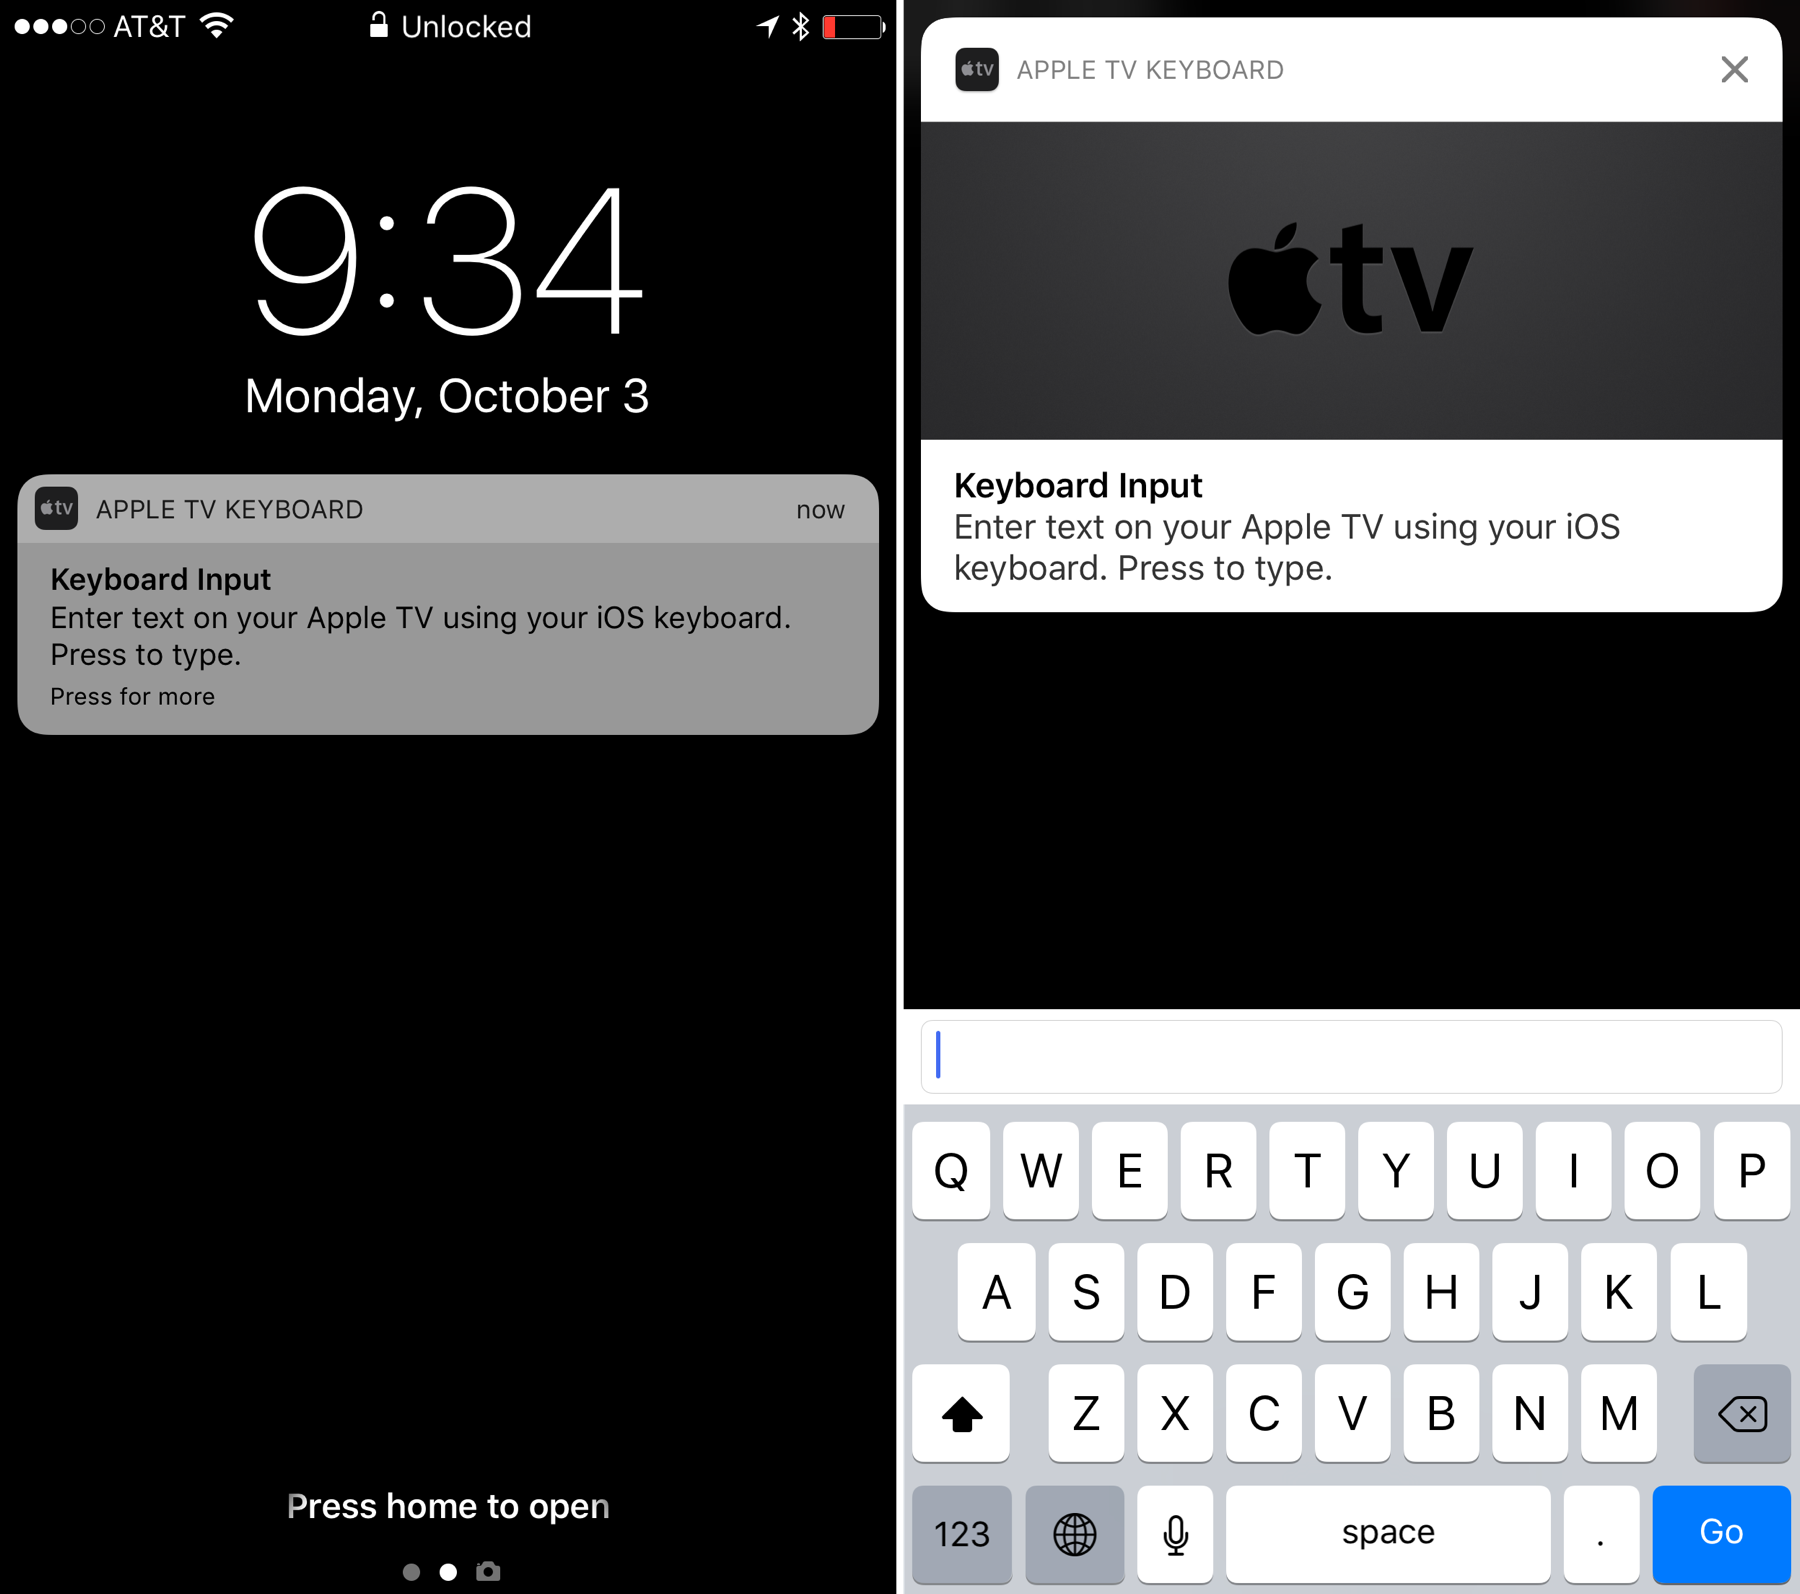 AT&T
Unlocked
9:34
Monday, October 3
tv APPLE TV KEYBOARD now
Keyboard Input
Enter text on your Apple TV using your iOS keyboard.
Press to type.
Press for more
Press home to open
tv APPLE TV KEYBOARD
tv
Keyboard Input
Enter text on your Apple TV using your iOS
keyboard. Press to type.
Q W E R T Y U I O P
A S D F G H J K L
Z X C V B N M
123 space . Go